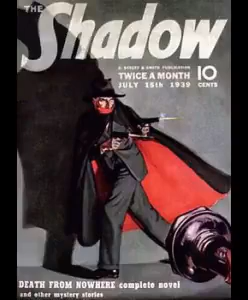 THE
Shadow
A STREET & SMITH PUBLICATION
TWICE A MONTH
JULY 15th 1939
10
CENTS
DEATH FROM NOWHERE complete novel
and other mystery stories